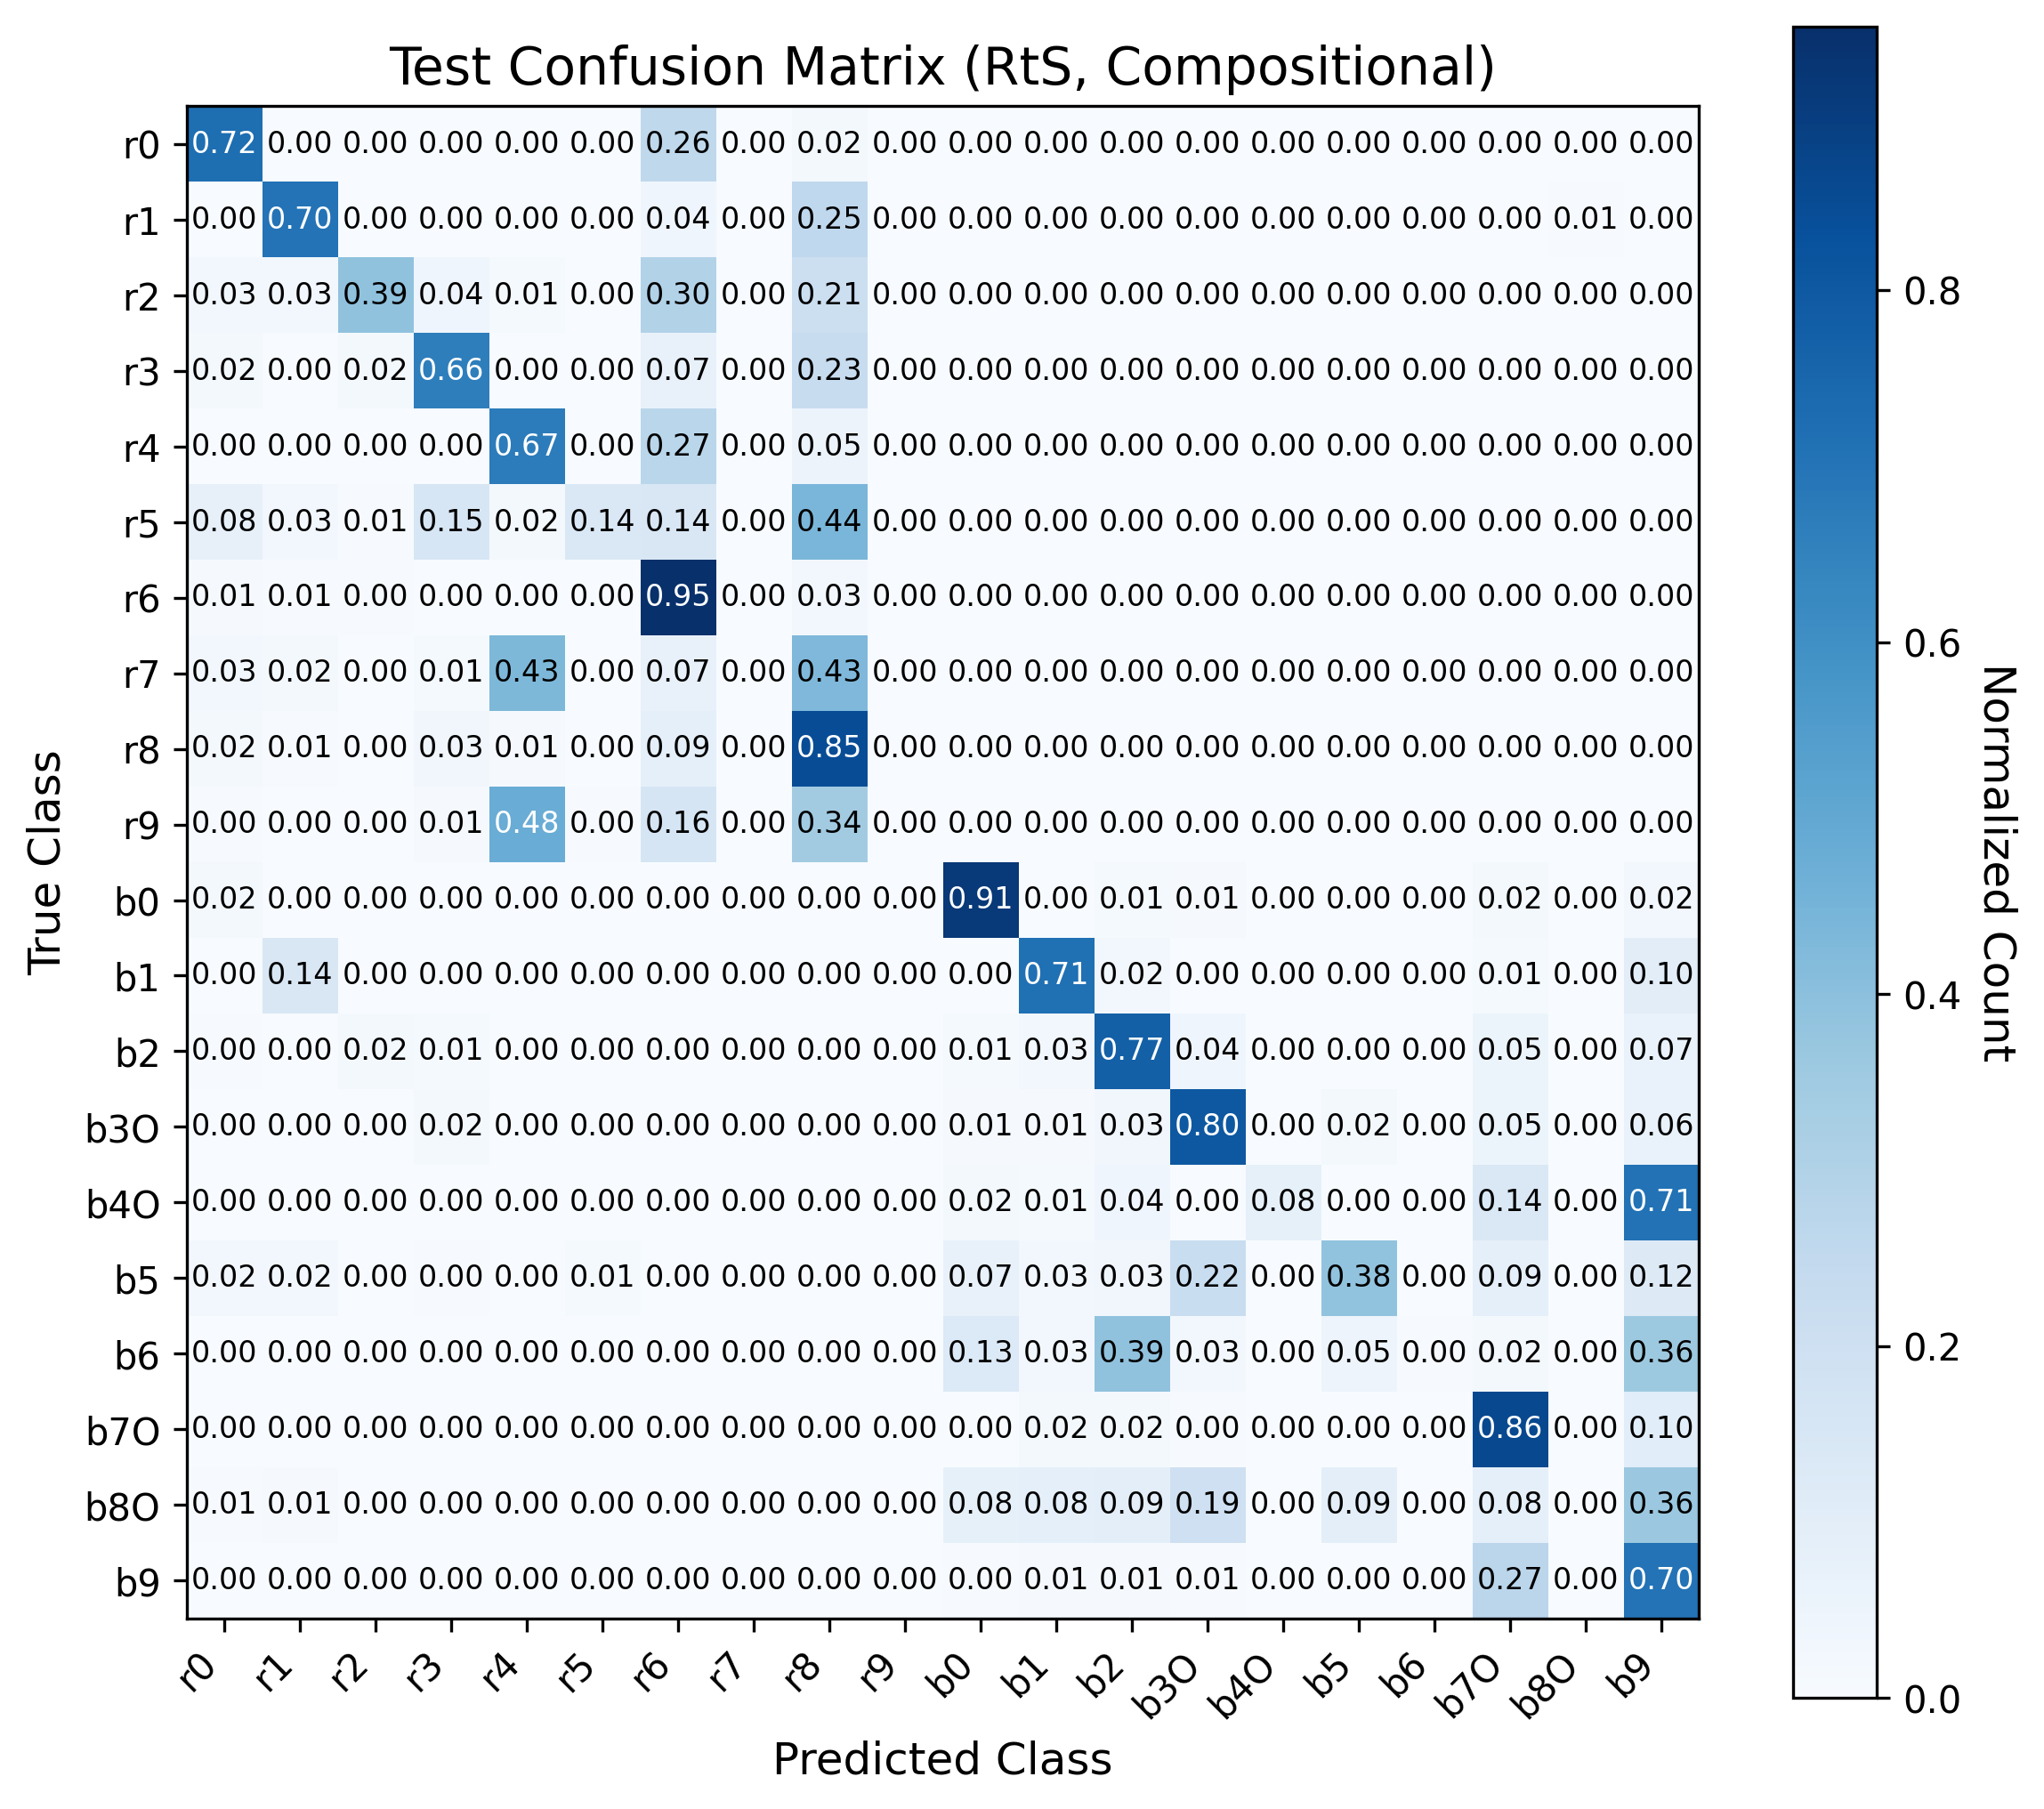 Test Confusion Matrix (RtS, Compositional)
r0 0.72 0.00 0.00 0.00 0.00 0.00 0.26 0.00 0.02 0.00 0.00 0.00 0.00 0.00 0.00 0.00 0.00 0.00 0.00 0.00
r1 0.00 0.70 0.00 0.00 0.00 0.00 0.04 0.00 0.25 0.00 0.00 0.00 0.00 0.00 0.00 0.00 0.00 0.00 0.01 0.00
r2 0.03 0.03 0.39 0.04 0.01 0.00 0.30 0.00 0.21 0.00 0.00 0.00 0.00 0.00 0.00 0.00 0.00 0.00 0.00 0.00
r3 0.02 0.00 0.02 0.66 0.00 0.00 0.07 0.00 0.23 0.00 0.00 0.00 0.00 0.00 0.00 0.00 0.00 0.00 0.00 0.00
r4 0.00 0.00 0.00 0.00 0.67 0.00 0.27 0.00 0.05 0.00 0.00 0.00 0.00 0.00 0.00 0.00 0.00 0.00 0.00 0.00
r5 0.08 0.03 0.01 0.15 0.02 0.14 0.14 0.00 0.44 0.00 0.00 0.00 0.00 0.00 0.00 0.00 0.00 0.00 0.00 0.00
r6 0.01 0.01 0.00 0.00 0.00 0.00 0.95 0.00 0.03 0.00 0.00 0.00 0.00 0.00 0.00 0.00 0.00 0.00 0.00 0.00
r7 0.03 0.02 0.00 0.01 0.43 0.00 0.07 0.00 0.43 0.00 0.00 0.00 0.00 0.00 0.00 0.00 0.00 0.00 0.00 0.00
r8 0.02 0.01 0.00 0.03 0.01 0.00 0.09 0.00 0.85 0.00 0.00 0.00 0.00 0.00 0.00 0.00 0.00 0.00 0.00 0.00
r9 0.00 0.00 0.00 0.01 0.48 0.00 0.16 0.00 0.34 0.00 0.00 0.00 0.00 0.00 0.00 0.00 0.00 0.00 0.00 0.00
b0 0.02 0.00 0.00 0.00 0.00 0.00 0.00 0.00 0.00 0.00 0.91 0.00 0.01 0.01 0.00 0.00 0.00 0.02 0.00 0.02
b1 0.00 0.14 0.00 0.00 0.00 0.00 0.00 0.00 0.00 0.00 0.00 0.71 0.02 0.00 0.00 0.00 0.00 0.01 0.00 0.10
b2 0.00 0.00 0.02 0.01 0.00 0.00 0.00 0.00 0.00 0.00 0.01 0.03 0.77 0.04 0.00 0.00 0.00 0.05 0.00 0.07
b3O 0.00 0.00 0.00 0.02 0.00 0.00 0.00 0.00 0.00 0.00 0.01 0.01 0.03 0.80 0.00 0.02 0.00 0.05 0.00 0.06
b4O 0.00 0.00 0.00 0.00 0.00 0.00 0.00 0.00 0.00 0.00 0.02 0.01 0.04 0.00 0.08 0.00 0.00 0.14 0.00 0.71
b5 0.02 0.02 0.00 0.00 0.00 0.01 0.00 0.00 0.00 0.00 0.07 0.03 0.03 0.22 0.00 0.38 0.00 0.09 0.00 0.12
b6 0.00 0.00 0.00 0.00 0.00 0.00 0.00 0.00 0.00 0.00 0.13 0.03 0.39 0.03 0.00 0.05 0.00 0.02 0.00 0.36
b7O 0.00 0.00 0.00 0.00 0.00 0.00 0.00 0.00 0.00 0.00 0.00 0.02 0.02 0.00 0.00 0.00 0.00 0.86 0.00 0.10
b8O 0.01 0.01 0.00 0.00 0.00 0.00 0.00 0.00 0.00 0.00 0.08 0.08 0.09 0.19 0.00 0.09 0.00 0.08 0.00 0.36
b9 0.00 0.00 0.00 0.00 0.00 0.00 0.00 0.00 0.00 0.00 0.00 0.01 0.01 0.01 0.00 0.00 0.00 0.27 0.00 0.70
r0 r1 r2 r3 r4 r5 r6 r7 r8 r9 b0 b1 b2 b3O b4O b5 b6 b7O b8O b9
Predicted Class
True Class
0.8
0.6
0.4
0.2
0.0
Normalized Count